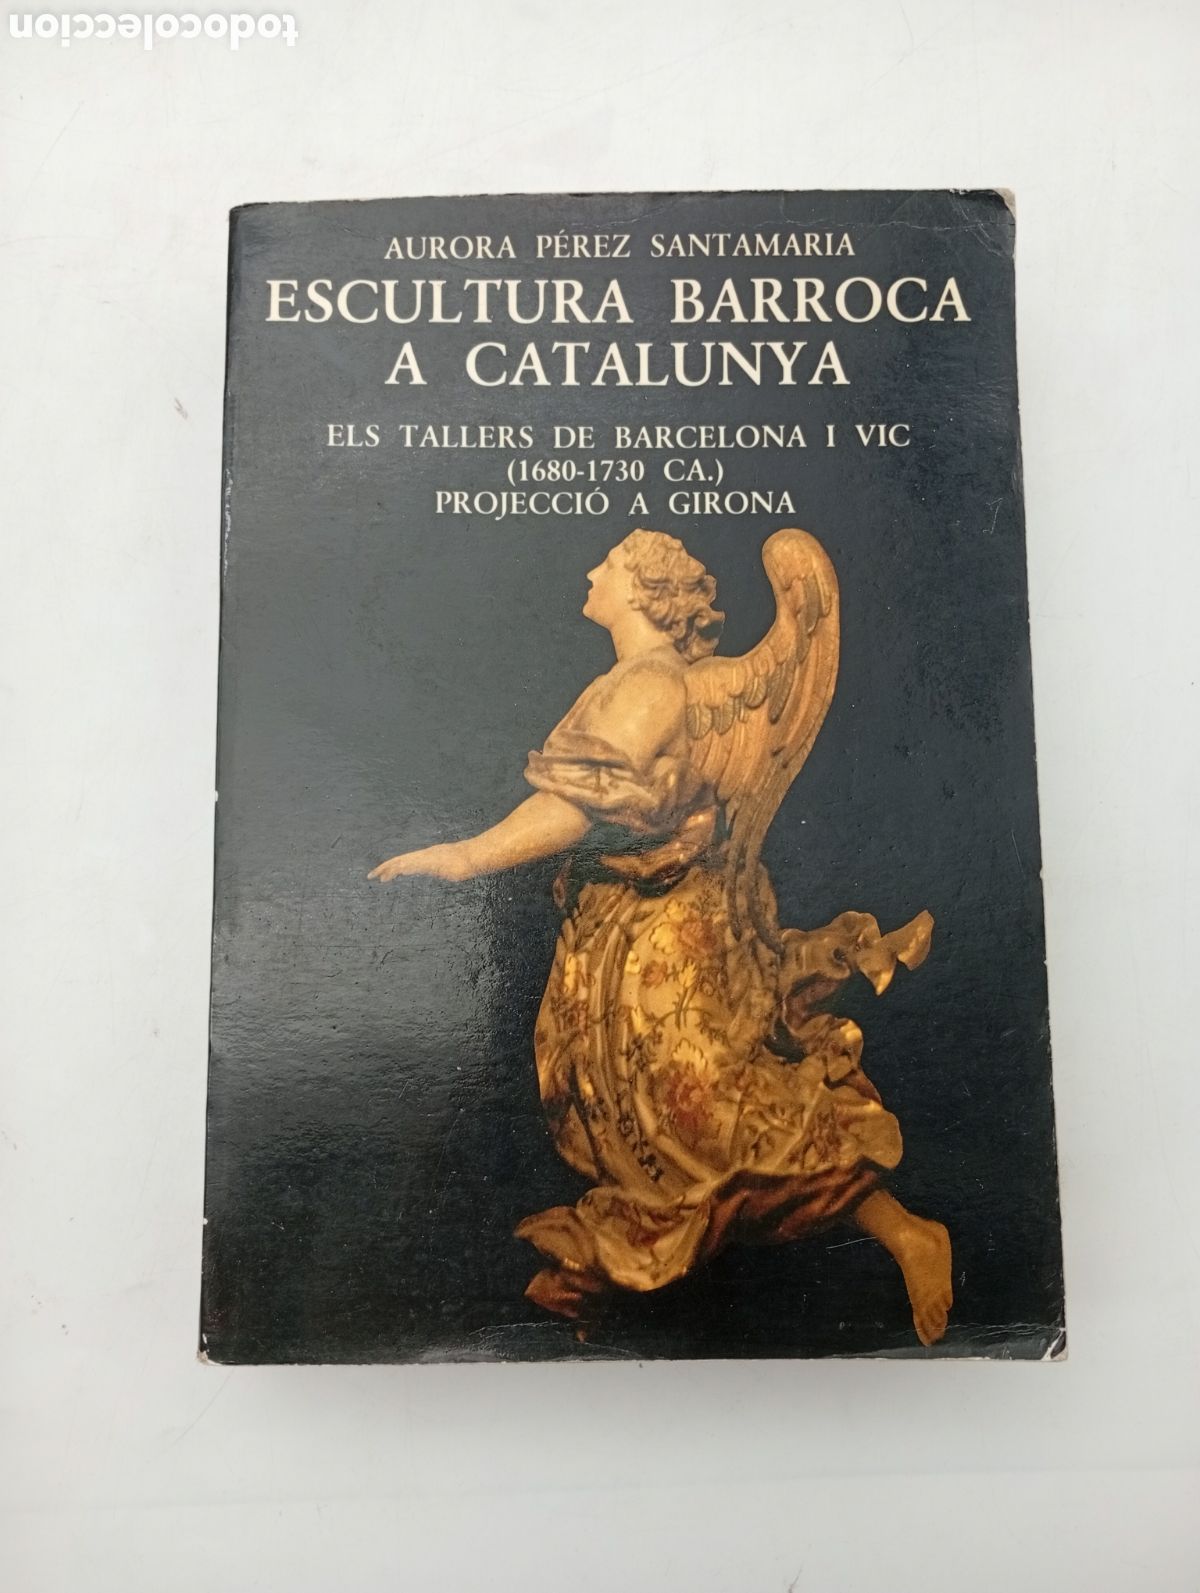 todocoleccion
AURORA PÉREZ SANTAMARIA
ESCULTURA BARROCA
A CATALUNYA
ELS TALLERS DE BARCELONA I VIC
(1680-1730 CA.)
PROJECCIÓ A GIRONA